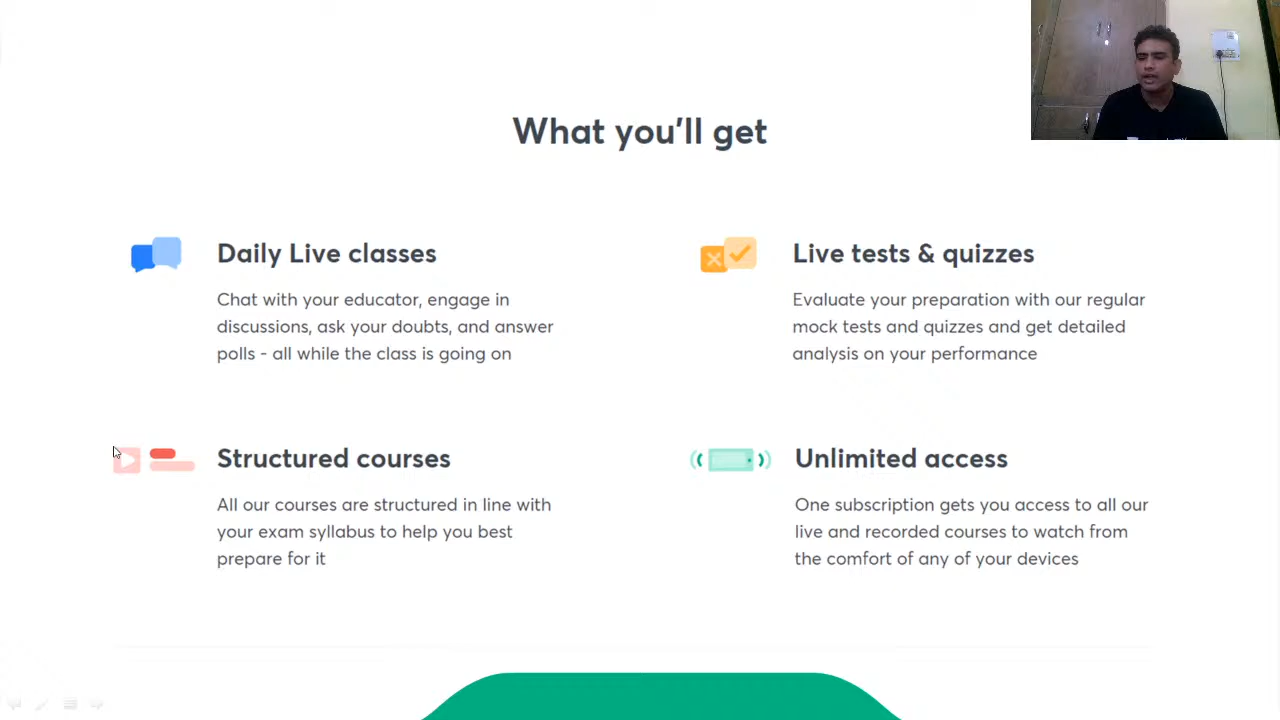 What you'll get
Daily Live classes
Chat with your educator, engage in
discussions, ask your doubts, and answer
polls - all while the class is going on
Live tests & quizzes
Evaluate your preparation with our regular
mock tests and quizzes and get detailed
analysis on your performance
Structured courses
All our courses are structured in line with
your exam syllabus to help you best
prepare for it
Unlimited access
One subscription gets you access to all our
live and recorded courses to watch from
the comfort of any of your devices